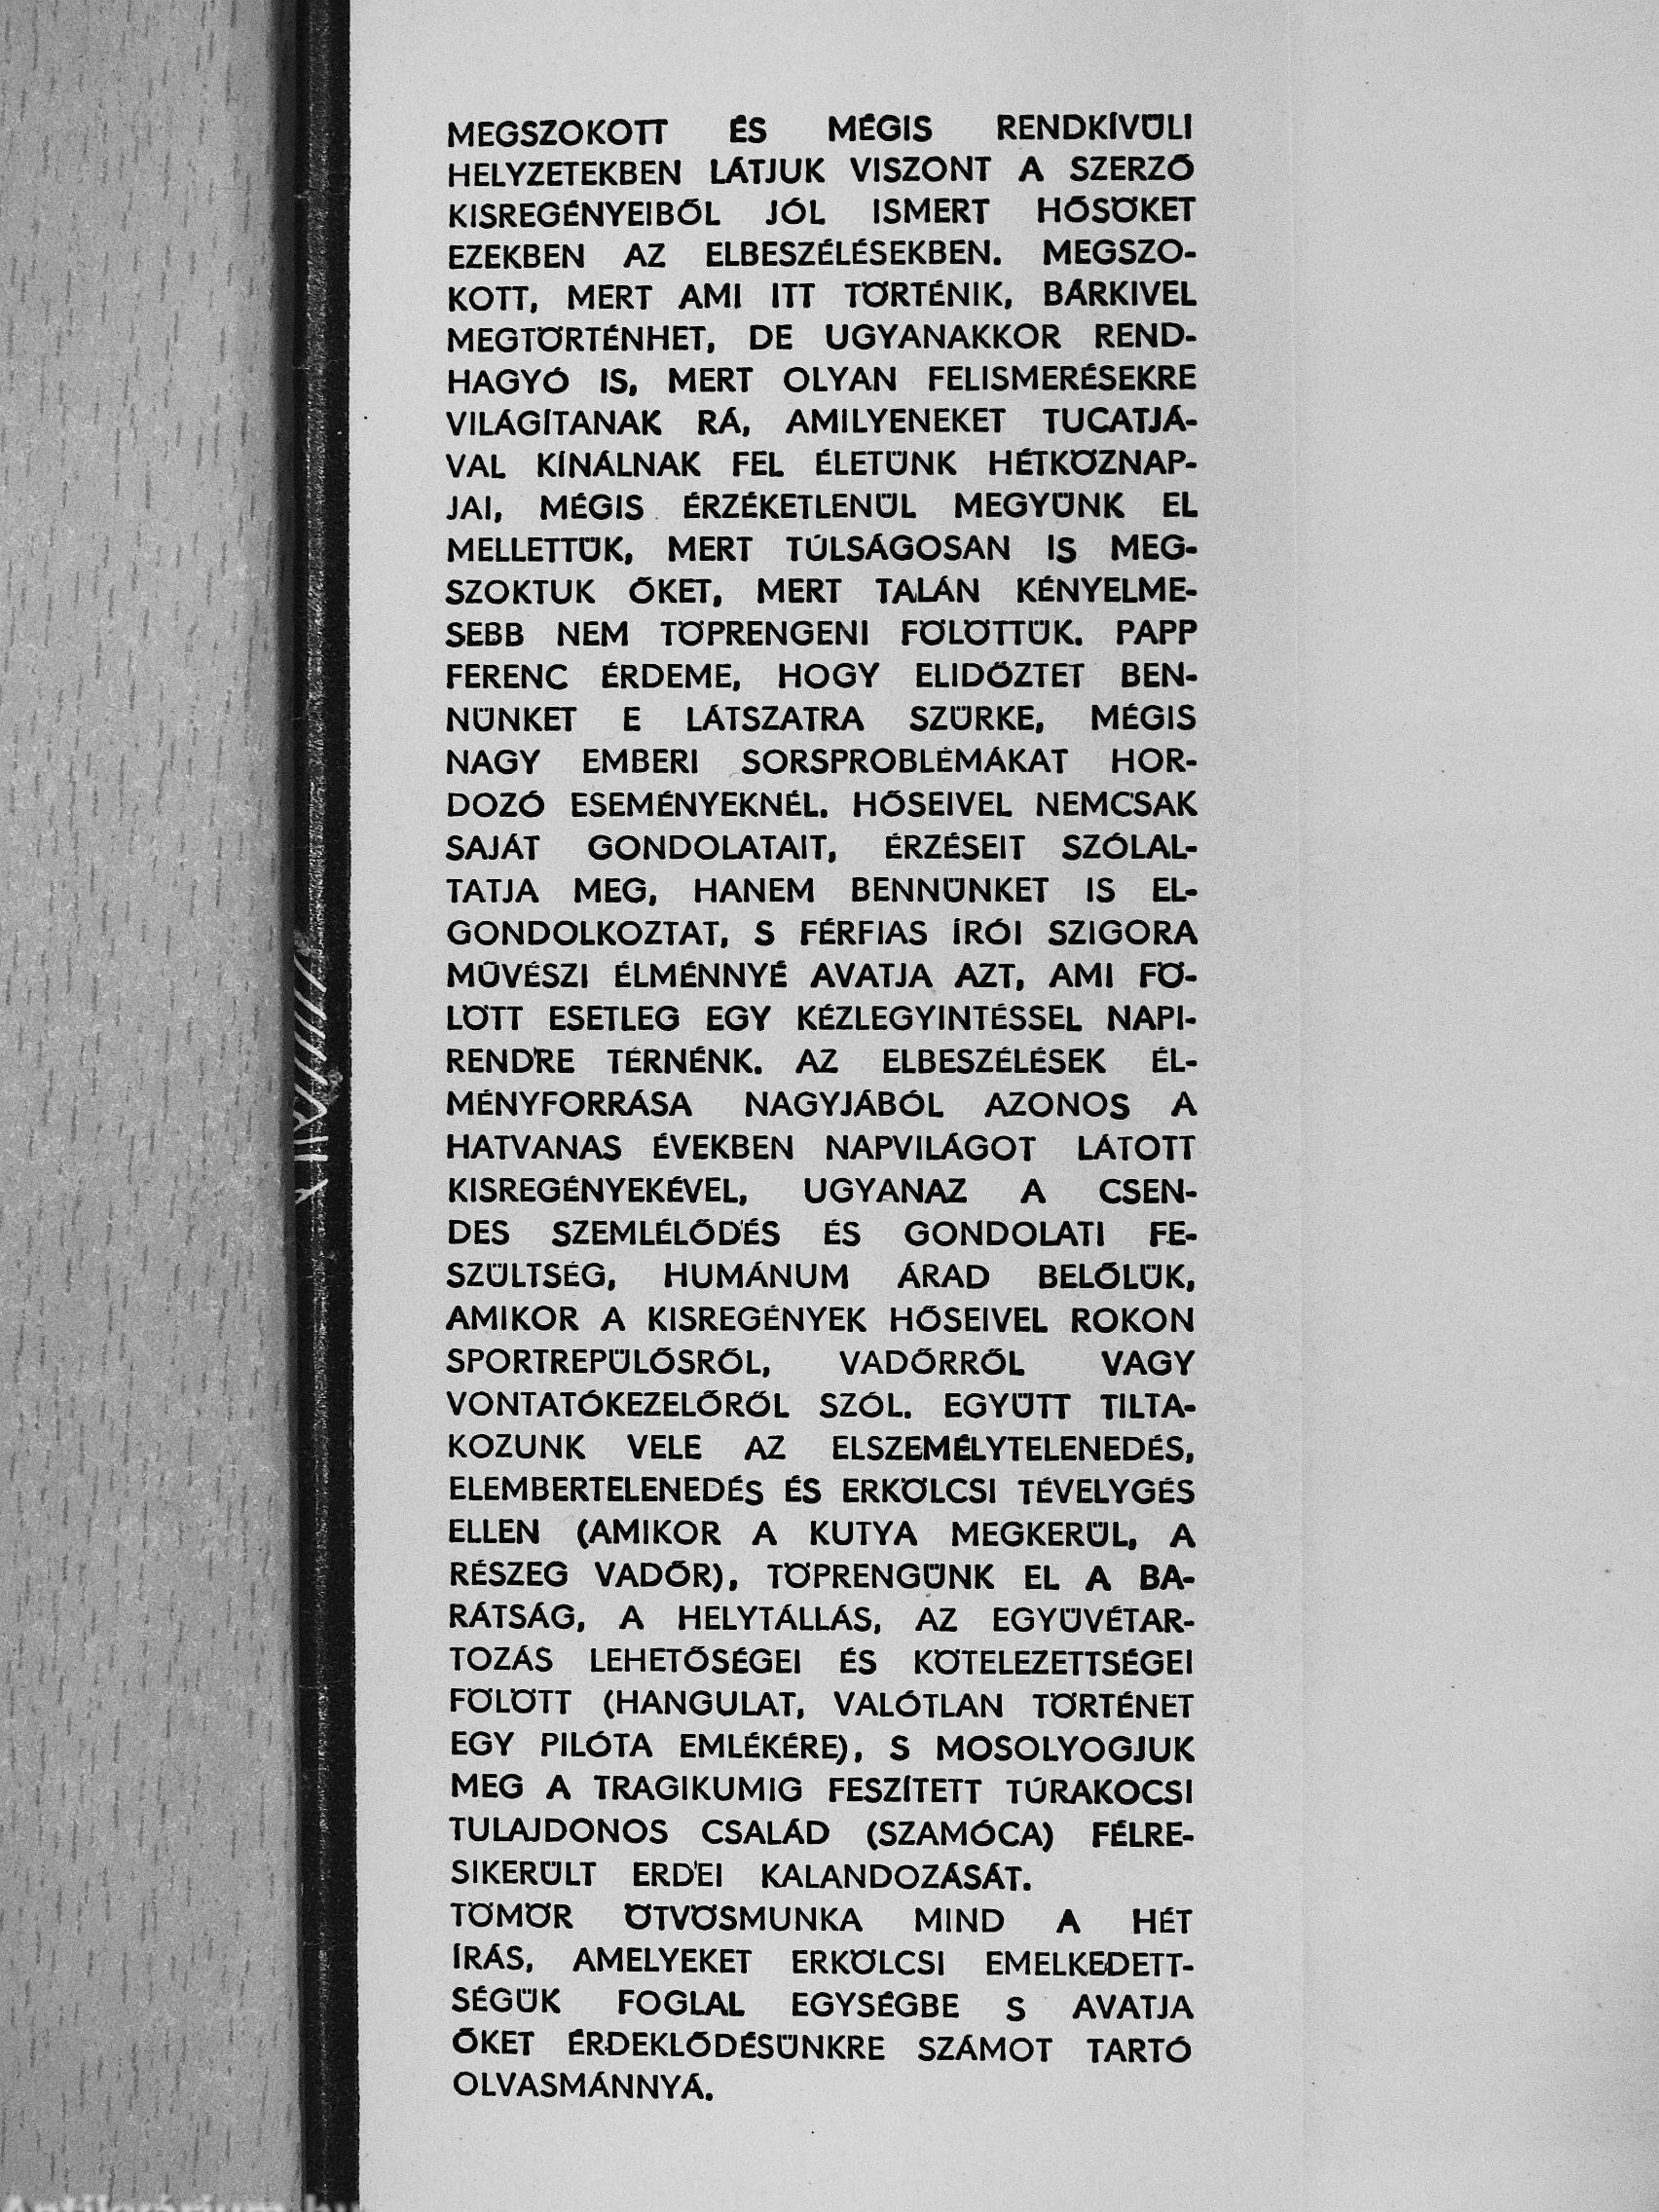 MEGSZOKOTT ÉS MÉGIS RENDKÍVÜLI
HELYZETEKBEN LÁTJUK VISZONT A SZERZŐ
KISREGÉNYEIBŐL JÓL ISMERT HŐSÖKET
EZEKBEN AZ ELBESZÉLÉSEKBEN. MEGSZO-
KOTT, MERT AMI ITT TÖRTÉNIK, BÁRKIVEL
MEGTÖRTÉNHET, DE UGYANAKKOR REND-
HAGYÓ IS, MERT OLYAN FELISMERÉSEKRE
VILÁGÍTANAK RÁ, AMILYENEKET TUCATJÁ-
VAL KÍNÁLNAK FEL ÉLETÜNK HÉTKÖZNAP-
JAI, MÉGIS ÉRZÉKETLENÜL MEGYÜNK EL
MELLETTÜK, MERT TÚLSÁGOSAN IS MEG-
SZOKTUK ŐKET, MERT TALÁN KÉNYELME-
SEBB NEM TÖPRENGENI FÖLÖTTÜK. PAPP
FERENC ÉRDEME, HOGY ELIDŐZTET BEN-
NÜNKET E LÁTSZATRA SZÜRKE, MÉGIS
NAGY EMBERI SORSPROBLÉMÁKAT HOR-
DOZÓ ESEMÉNYEKNÉL. HŐSEIVEL NEMCSAK
SAJÁT GONDOLATAIT, ÉRZÉSEIT SZÓLAL-
TATJA MEG, HANEM BENNÜNKET IS EL-
GONDOLKOZTAT, S FÉRFIAS ÍRÓI SZIGORA
MŰVÉSZI ÉLMÉNNYÉ AVATJA AZT, AMI FÖ-
LÖTT ESETLEG EGY KÉZLEGYINTÉSSEL NAPI-
RENDRE TÉRNÉNK. AZ ELBESZÉLÉSEK ÉL-
MÉNYFORRÁSA NAGYJÁBÓL AZONOS A
HATVANAS ÉVEKBEN NAPVILÁGOT LÁTOTT
KISREGÉNYEKÉVEL, UGYANAZ A CSEN-
DES SZEMLÉLŐDÉS ÉS GONDOLATI FE-
SZÜLTSÉG, HUMÁNUM ÁRAD BELŐLÜK,
AMIKOR A KISREGÉNYEK HŐSEIVEL ROKON
SPORTREPÜLŐSRŐL, VADŐRRŐL VAGY
VONTATÓKEZELŐRŐL SZÓL. EGYÜTT TILTA-
KOZUNK VELE AZ ELSZEMÉLYTELENEDÉS,
ELEMBERTELENEDÉS ÉS ERKÖLCSI TÉVELYGÉS
ELLEN (AMIKOR A KUTYA MEGKERÜL, A
RÉSZEG VADŐR), TÖPRENGÜNK EL A BA-
RÁTSÁG, A HELYTÁLLÁS, AZ EGYÜVÉTAR-
TOZÁS LEHETŐSÉGEI ÉS KÖTELEZETTSÉGEI
FÖLÖTT (HANGULAT, VALÓTLAN TÖRTÉNET
EGY PILÓTA EMLÉKÉRE), S MOSOLYOGJUK
MEG A TRAGIKUMIG FESZÍTETT TÚRAKOCSI
TULAJDONOS CSALÁD (SZAMÓCA) FÉLRE-
SIKERÜLT ERDEI KALANDOZÁSÁT.
TÖMÖR ÖTVÖSMUNKA MIND A HÉT
ÍRÁS, AMELYEKET ERKÖLCSI EMELKEDETT-
SÉGÜK FOGLAL EGYSÉGBE S AVATJA
ŐKET ÉRDEKLŐDÉSÜNKRE SZÁMOT TARTÓ
OLVASMÁNNYÁ.